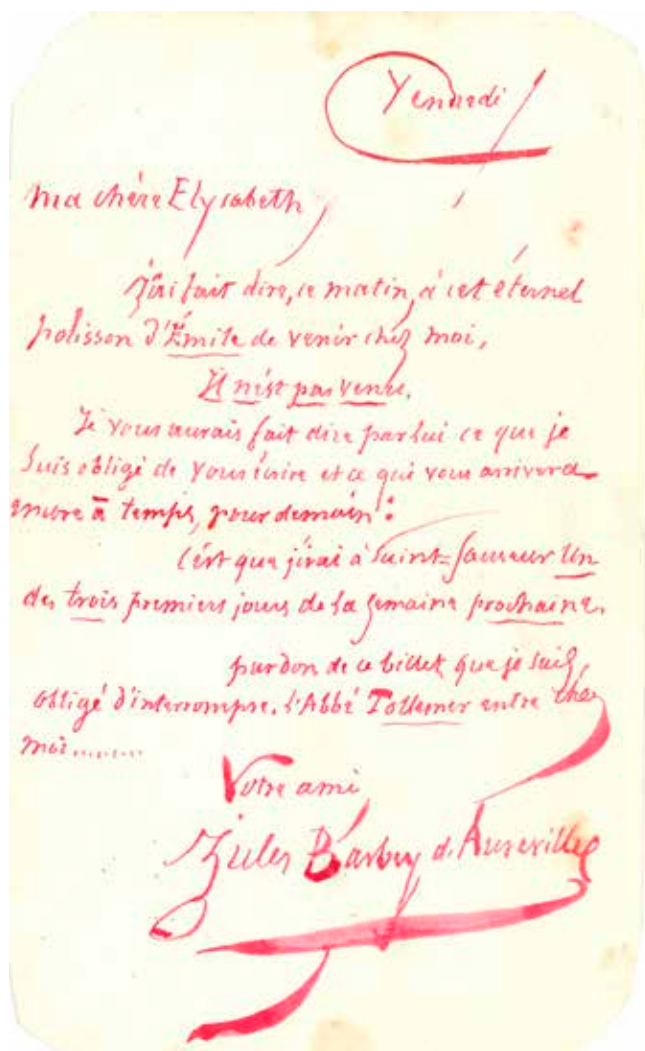 Vendredi
Ma chère Elysabeth,
J'ai fait dire, ce matin, à cet éternel
polisson d'Émile de venir chez moi,
Il n'est pas venu.
Je vous aurais fait dire par lui ce que je
suis obligé de vous écrire et ce qui vous arrivera
encore à temps, pour demain :
C'est que j'irai à Saint=Sauveur Un
des trois premiers jours de la semaine prochaine.
pardon de ce billet que je suis,
obligé d'interrompre. L'Abbé Tollemer entre chez
moi.........
Votre ami
Jules Barbey d'Aurevilly